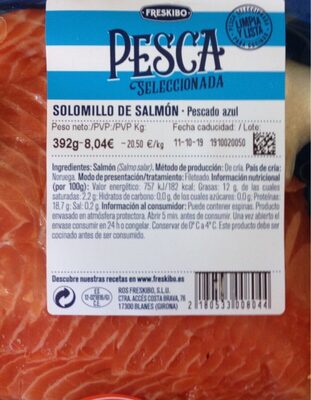 FRESKIBO
PESCA
SELECCIONADA
LIMPIA
Y LISTA
SOLOMILLO DE SALMÓN · Pescado azul
Peso neto:/PVP:/PVP Kg: Fecha caducidad: / Lote:
392g-8,04€ -20,50 €/kg 11-10-19 1910020050
Ingredientes: Salmón (Salmo salar). Método de producción: De cría. País de cría:
Noruega. Modo de presentación/tratamiento: Fileteado. Información nutricional
(por 100g): Valor energético: 757 KJ/182 kcal; Grasas: 12 g, de las cuales
saturadas: 2,2 g; Hidratos de carbono: 0,0 g, de los cuales azúcares: 0,0 g; Proteínas:
18,7 g; Sal: 0,2 g. Información al consumidor: Puede contener espinas. Producto
envasado en atmósfera protectora. Abrir 5 min. antes de consumir. Una vez abierto el
envase consumir en 24 h o congelar. Conservar de 0º C a 4º C. Este producto debe ser
cocinado antes de ser consumido.
Descubre nuestras recetas en www.freskibo.es
ROS FRESKIBO, S.L.U.
CTRA. ACCÉS COSTA BRAVA, 76
17300 BLANES (GIRONA)
2 180533 008044